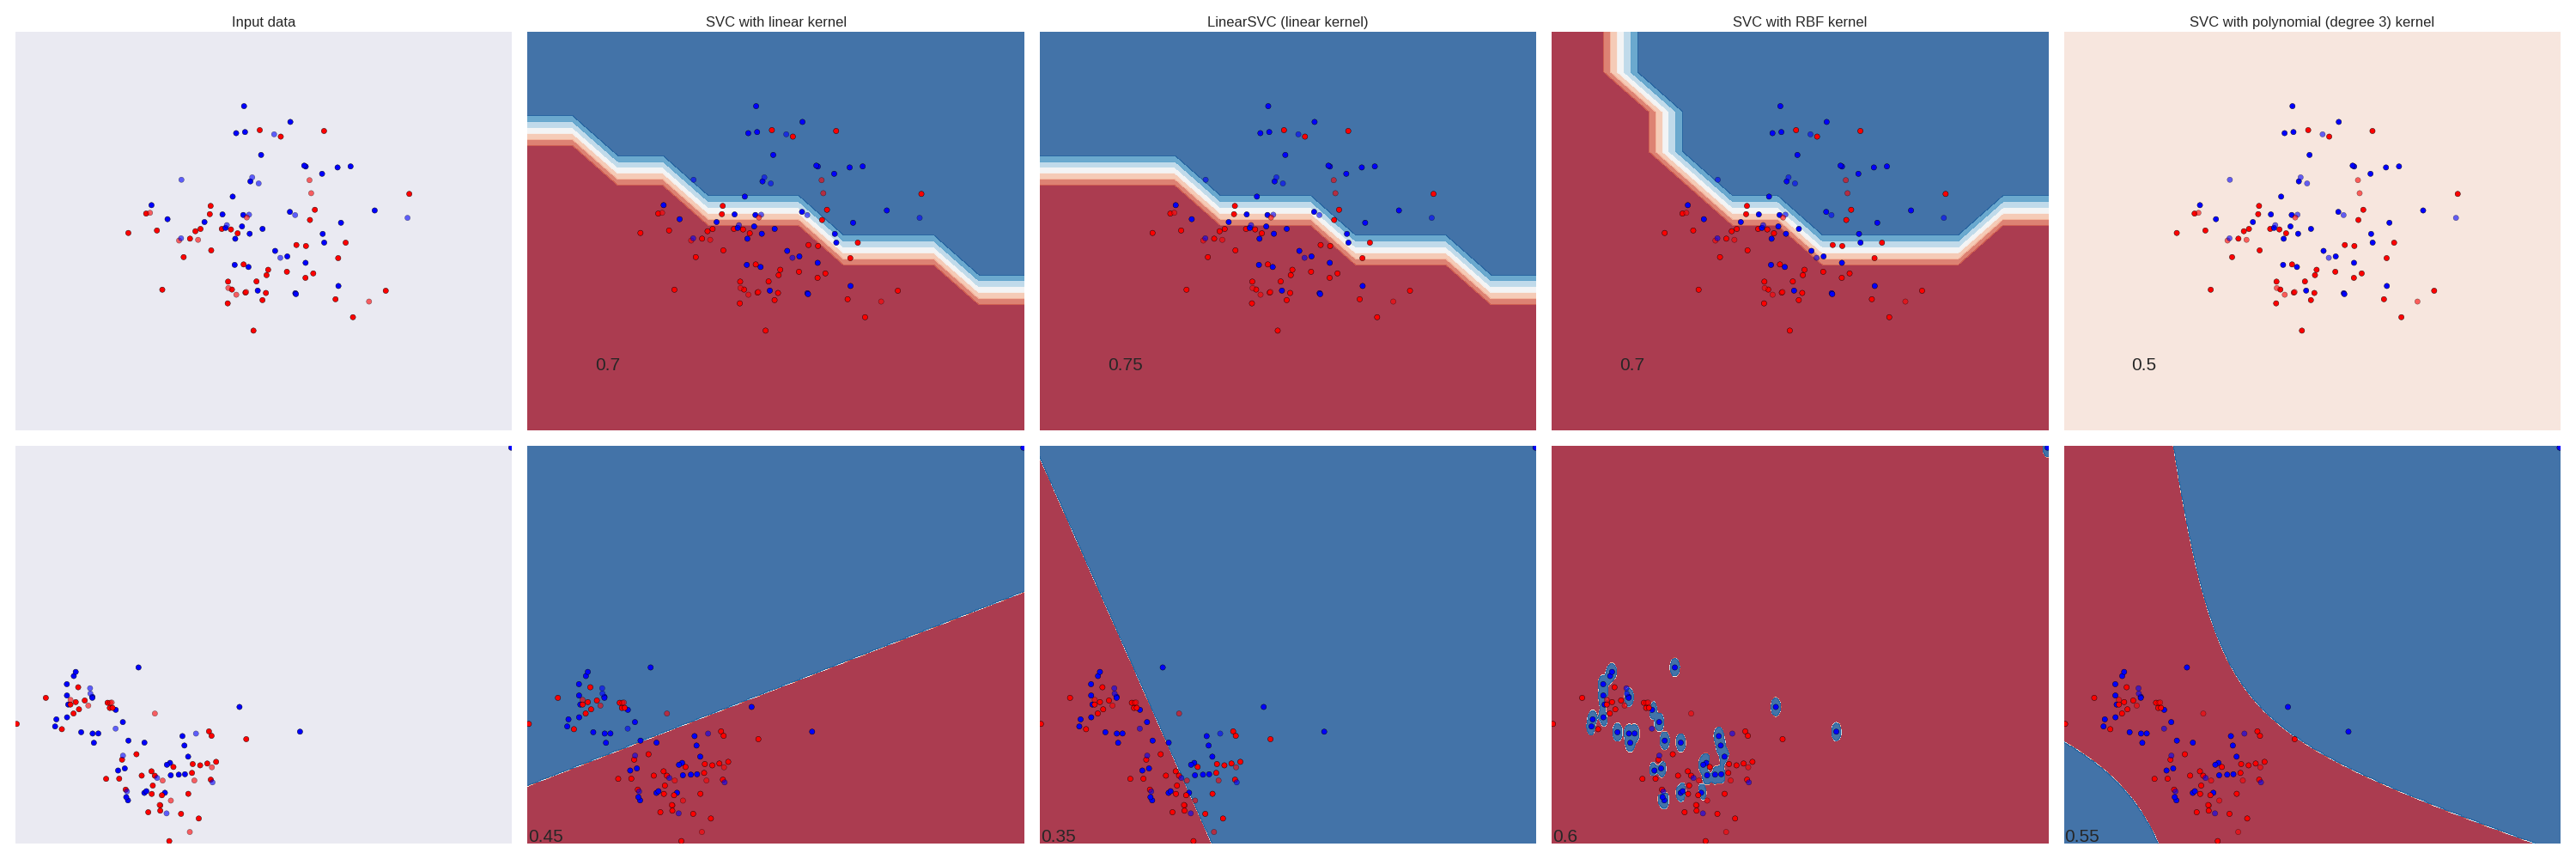 Input data
SVC with linear kernel
LinearSVC (linear kernel)
SVC with RBF kernel
SVC with polynomial (degree 3) kernel
0.7
0.75
0.7
0.5
0.45
0.35
0.6
0.55